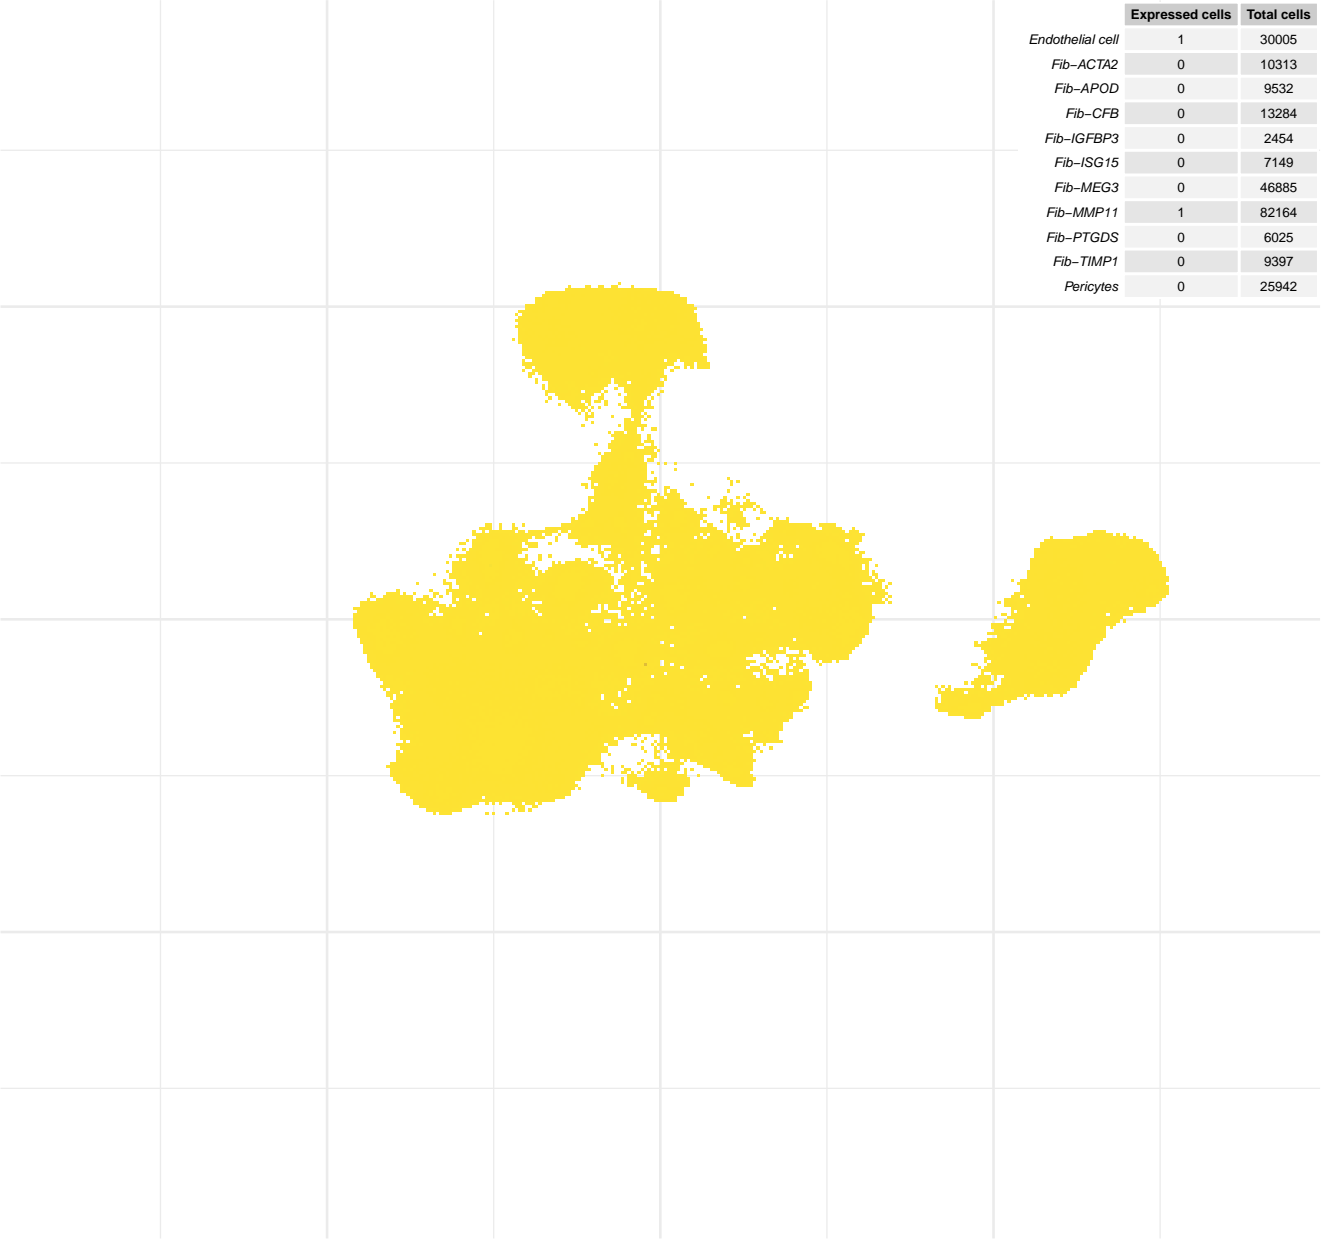 Expressed cells Total cells
Endothelial cell 1 30005
Fib−ACTA2 0 10313
Fib−APOD 0 9532
Fib−CFB 0 13284
Fib−IGFBP3 0 2454
Fib−ISG15 0 7149
Fib−MEG3 0 46885
Fib−MMP11 1 82164
Fib−PTGDS 0 6025
Fib−TIMP1 0 9397
Pericytes 0 25942